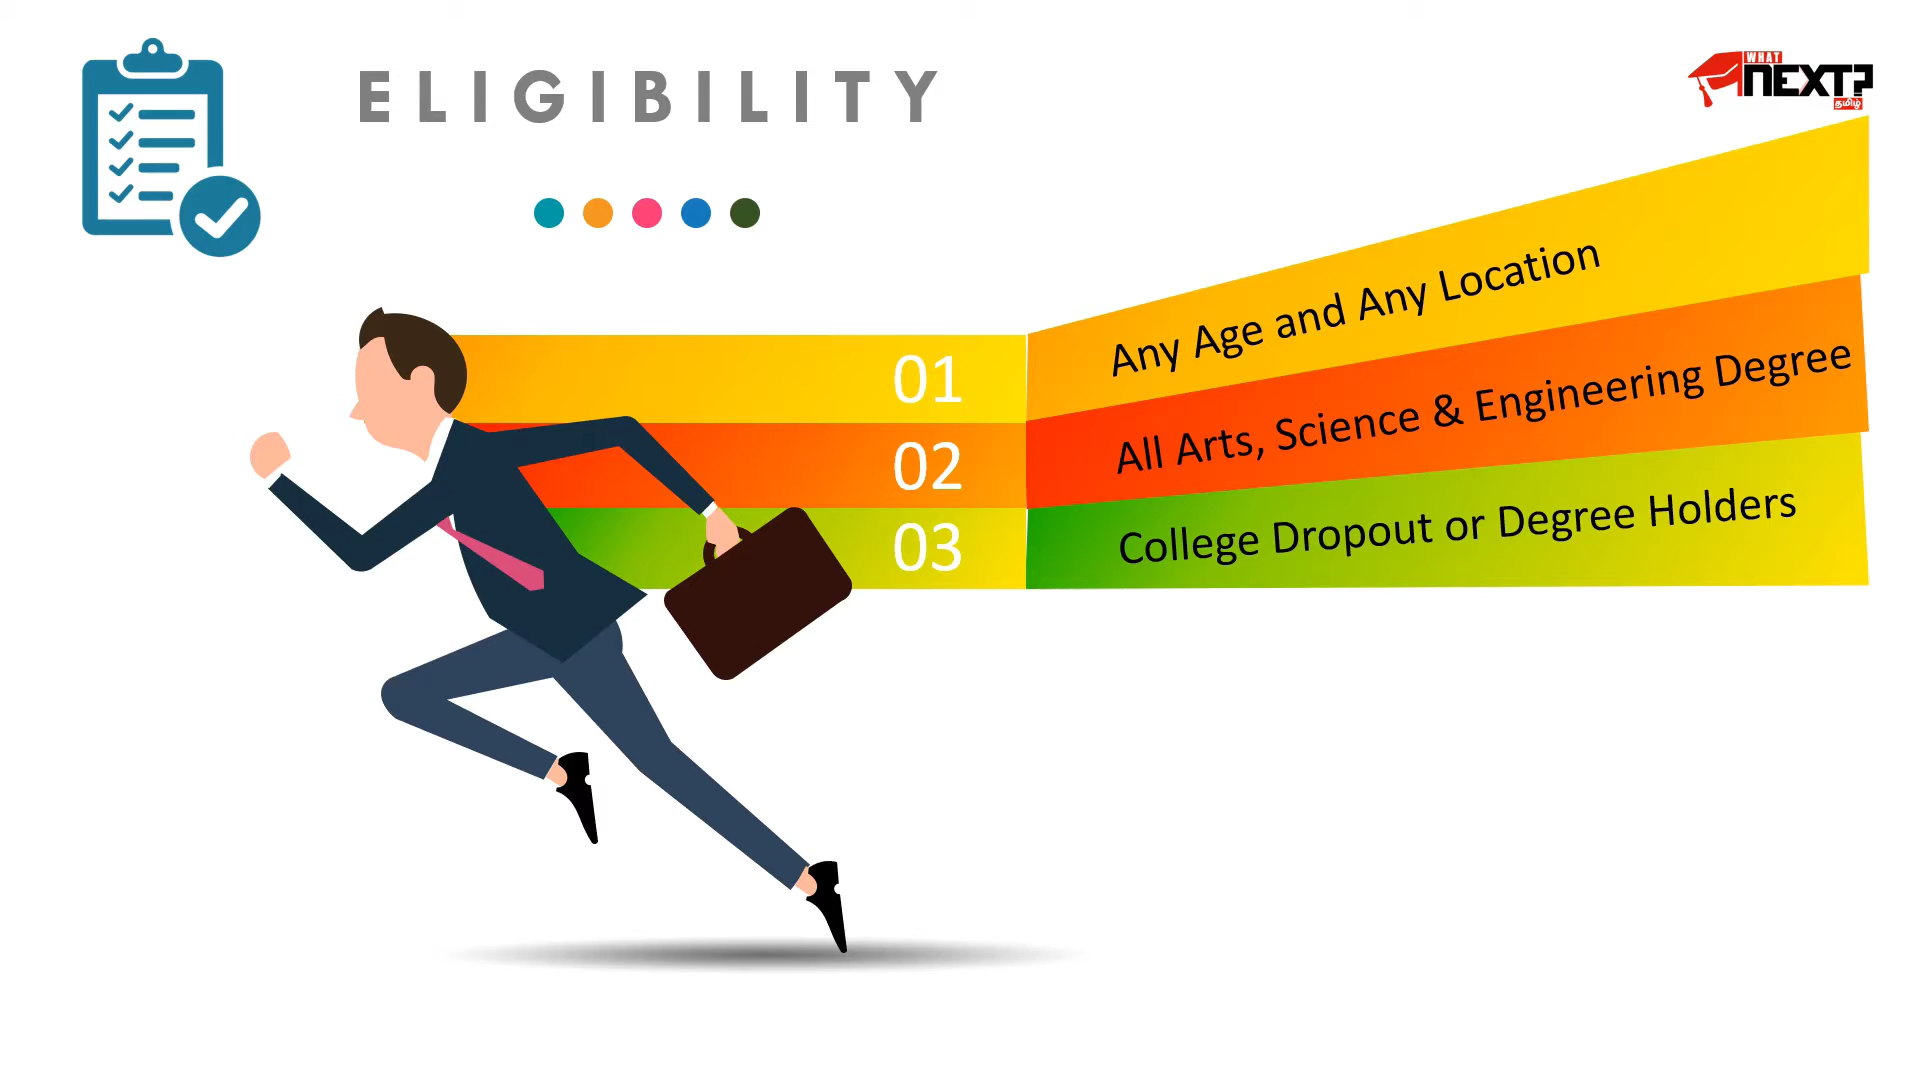 ELIGIBILITY
WHAT
NEXT?
தமிழ்
01
Any Age and Any Location
02
All Arts, Science & Engineering Degree
03
College Dropout or Degree Holders